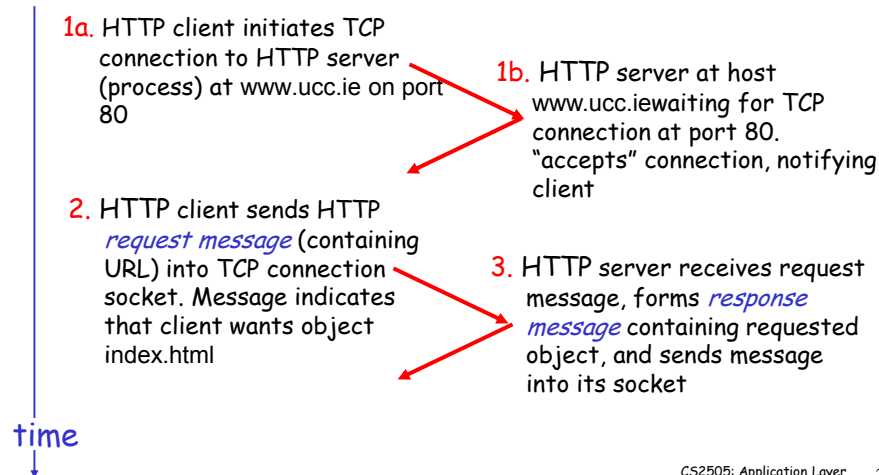 1a. HTTP client initiates TCP
connection to HTTP server
(process) at www.ucc.ie on port
80
1b. HTTP server at host
www.ucc.iewaiting for TCP
connection at port 80.
“accepts” connection, notifying
client
2. HTTP client sends HTTP
request message (containing
URL) into TCP connection
socket. Message indicates
that client wants object
index.html
3. HTTP server receives request
message, forms response
message containing requested
object, and sends message
into its socket
time
CS2505: Application Layer